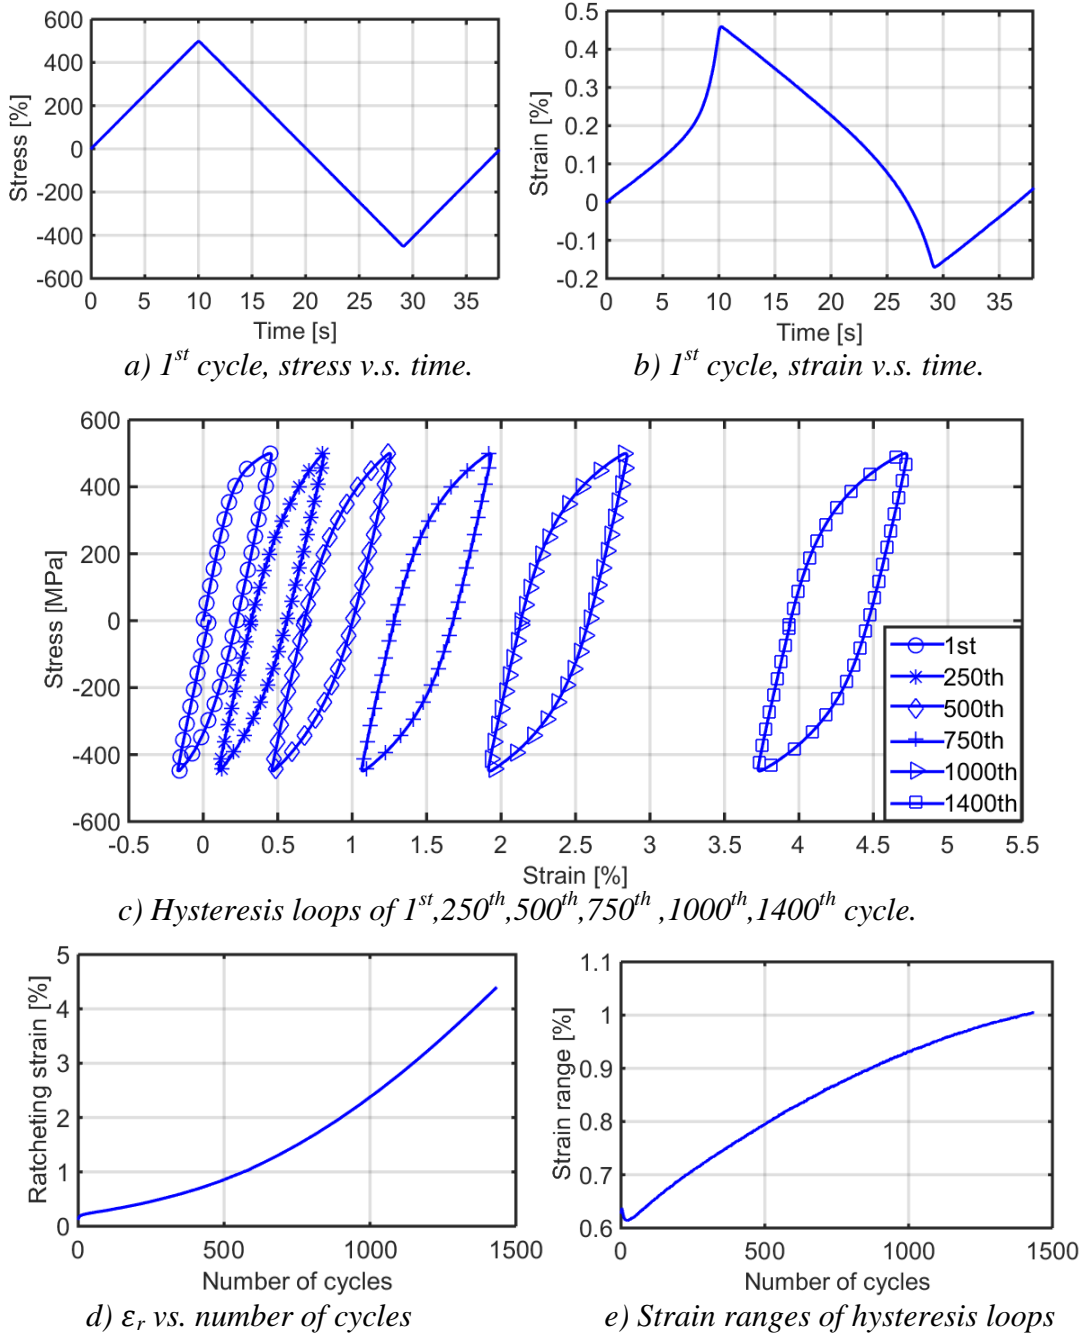 600
400
200
0
-200
-400
-600
Stress [%]
0 5 10 15 20 25 30 35
Time [s]
a) 1st cycle, stress v.s. time.
0.5
0.4
0.3
0.2
0.1
0
-0.1
-0.2
Strain [%]
0 5 10 15 20 25 30 35
Time [s]
b) 1st cycle, strain v.s. time.
600
400
200
0
-200
-400
-600
Stress [MPa]
1st
250th
500th
750th
1000th
1400th
-0.5 0 0.5 1 1.5 2 2.5 3 3.5 4 4.5 5 5.5
Strain [%]
c) Hysteresis loops of 1st,250th,500th,750th ,1000th,1400th cycle.
5
4
3
2
1
0
Ratcheting strain [%]
0 500 1000 1500
Number of cycles
d) εr vs. number of cycles
1.1
1
0.9
0.8
0.7
0.6
Strain range [%]
0 500 1000 1500
Number of cycles
e) Strain ranges of hysteresis loops